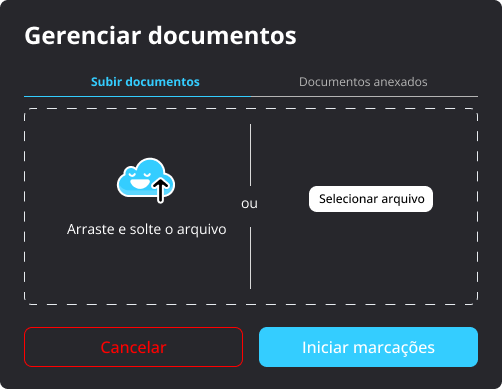 Gerenciar documentos
Subir documentos
Documentos anexados
Arraste e solte o arquivo
ou
Selecionar arquivo
Cancelar
Iniciar marcações